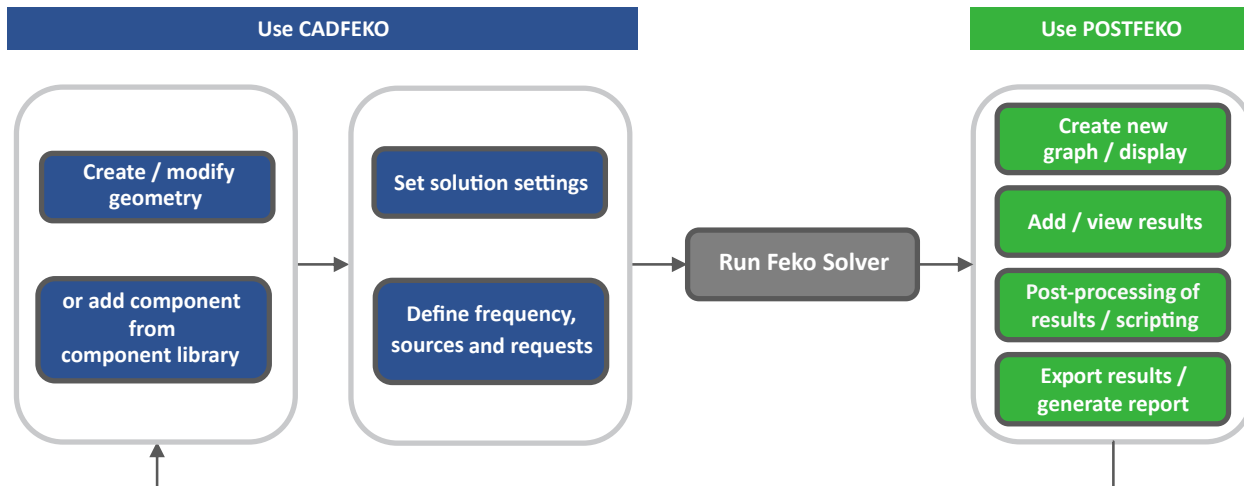 Use CADFEKO
Use POSTFEKO
Create / modify
geometry
or add component
from
component library
Set solution settings
Define frequency,
sources and requests
Run Feko Solver
Create new
graph / display
Add / view results
Post-processing of
results / scripting
Export results /
generate report